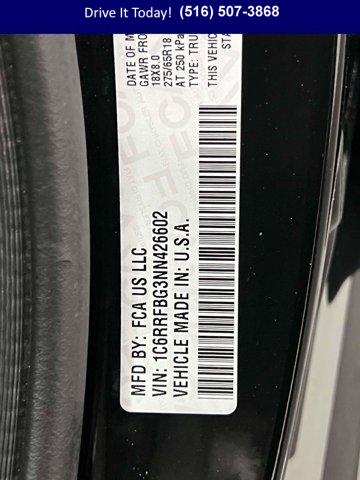 Drive It Today! (516) 507-3868
DATE OF M
GAWR FRO
18X8.0
275/65R18
AT 250 kPa
TYPE: TRU
THIS VEHIC
STA
MFD BY: FCA US LLC
VIN: 1C6RRFBG3NN426602
VEHICLE MADE IN: U.S.A.